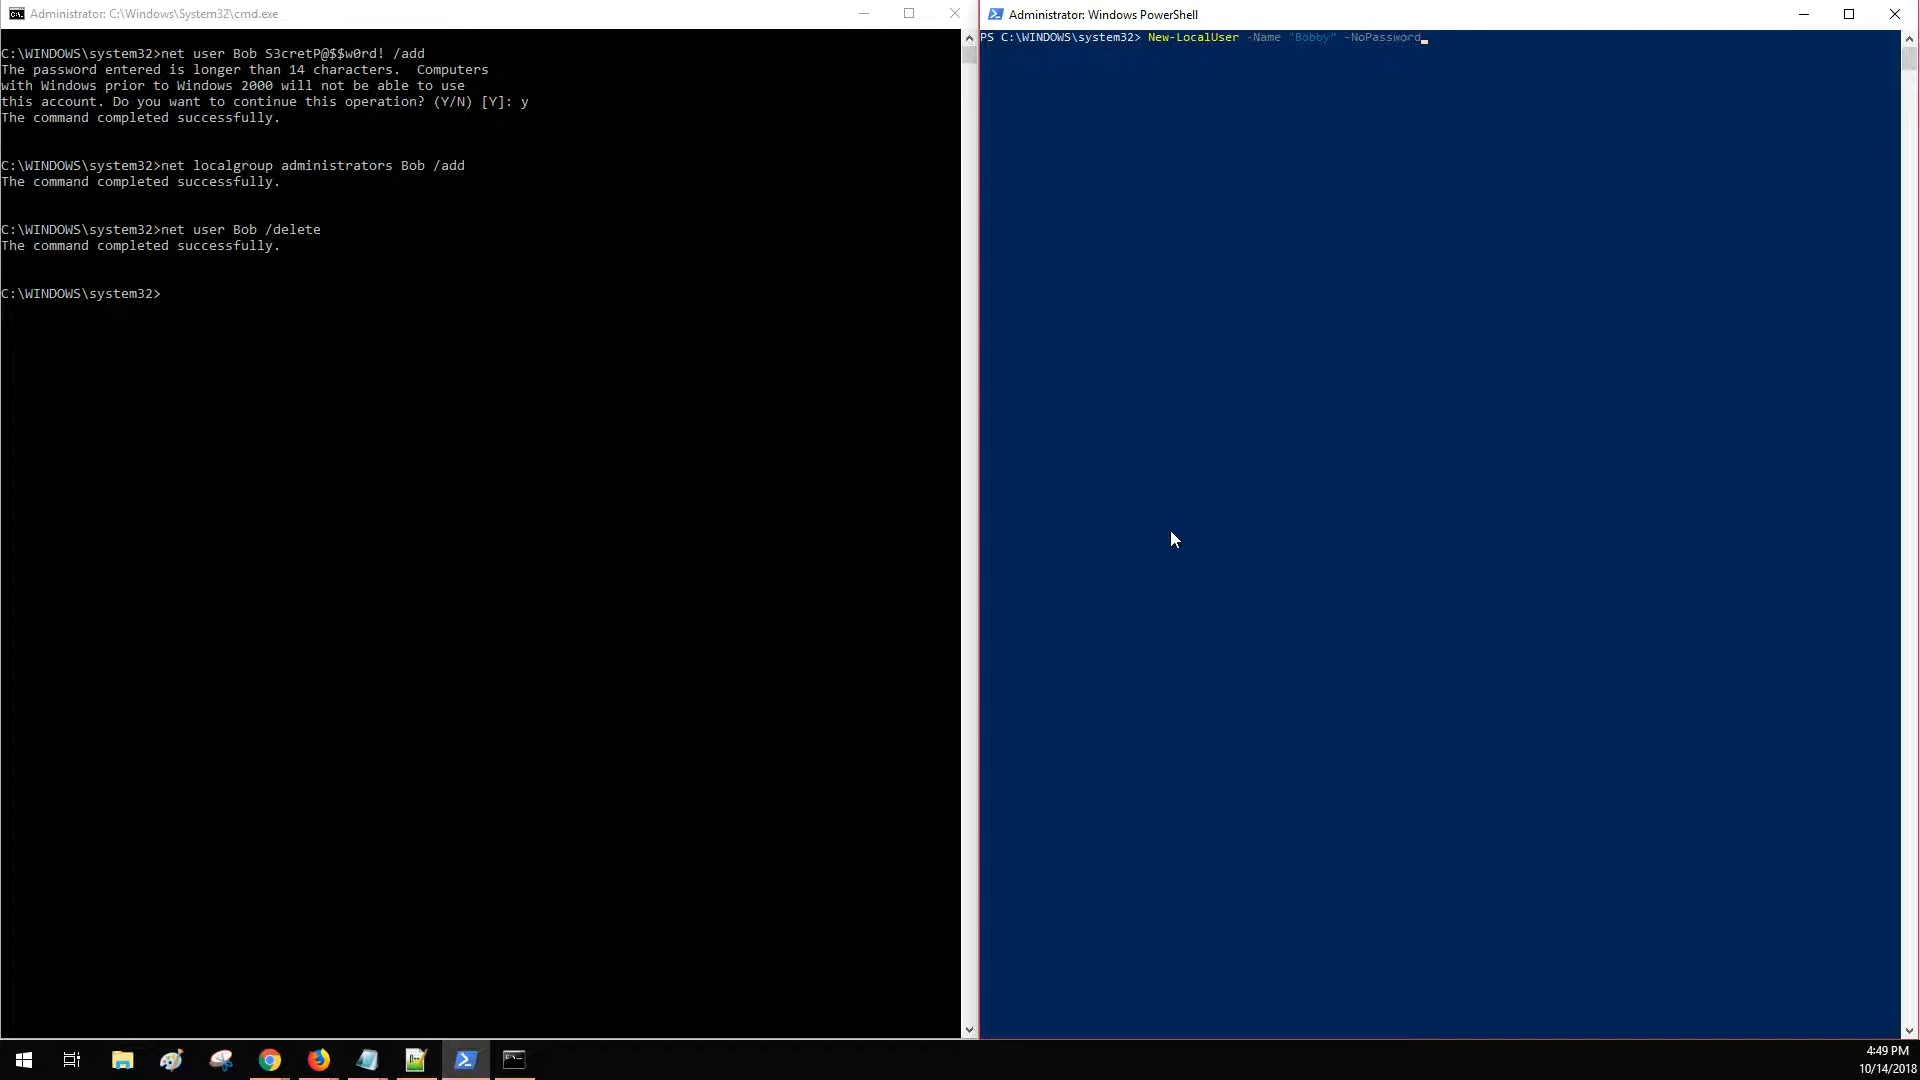 Administrator: C:\Windows\System32\cmd.exe
C:\WINDOWS\system32>net user Bob S3cretP@$$w0rd! /add
The password entered is longer than 14 characters.  Computers
with Windows prior to Windows 2000 will not be able to use
this account. Do you want to continue this operation? (Y/N) [Y]: y
The command completed successfully.
C:\WINDOWS\system32>net localgroup administrators Bob /add
The command completed successfully.
C:\WINDOWS\system32>net user Bob /delete
The command completed successfully.
C:\WINDOWS\system32>
Administrator: Windows PowerShell
PS C:\WINDOWS\system32> New-LocalUser -Name "Bobby" -NoPassword
4:49 PM
10/14/2018